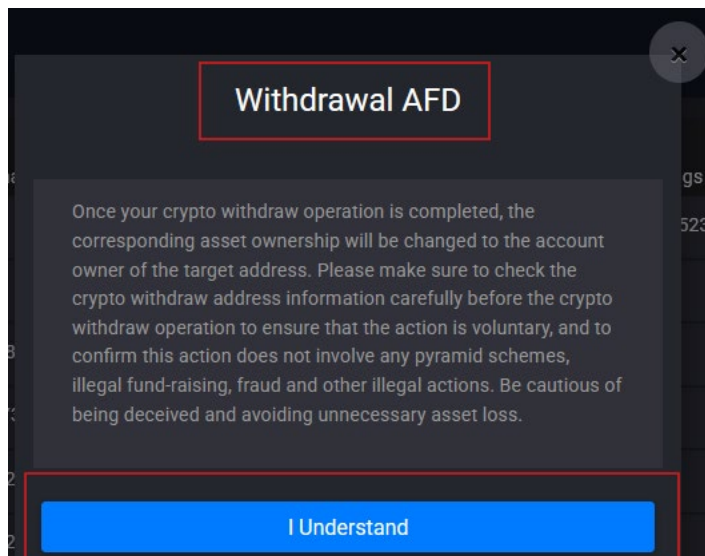 Withdrawal AFD
gs
Once your crypto withdraw operation is completed, the
523
corresponding asset ownership will be changed to the account
owner of the target address. Please make sure to check the
crypto withdraw address information carefully before the crypto
withdraw operation to ensure that the action is voluntary, and to
confirm this action does not involve any pyramid schemes,
illegal fund-raising, fraud and other illegal actions. Be cautious of
being deceived and avoiding unnecessary asset loss.
I Understand